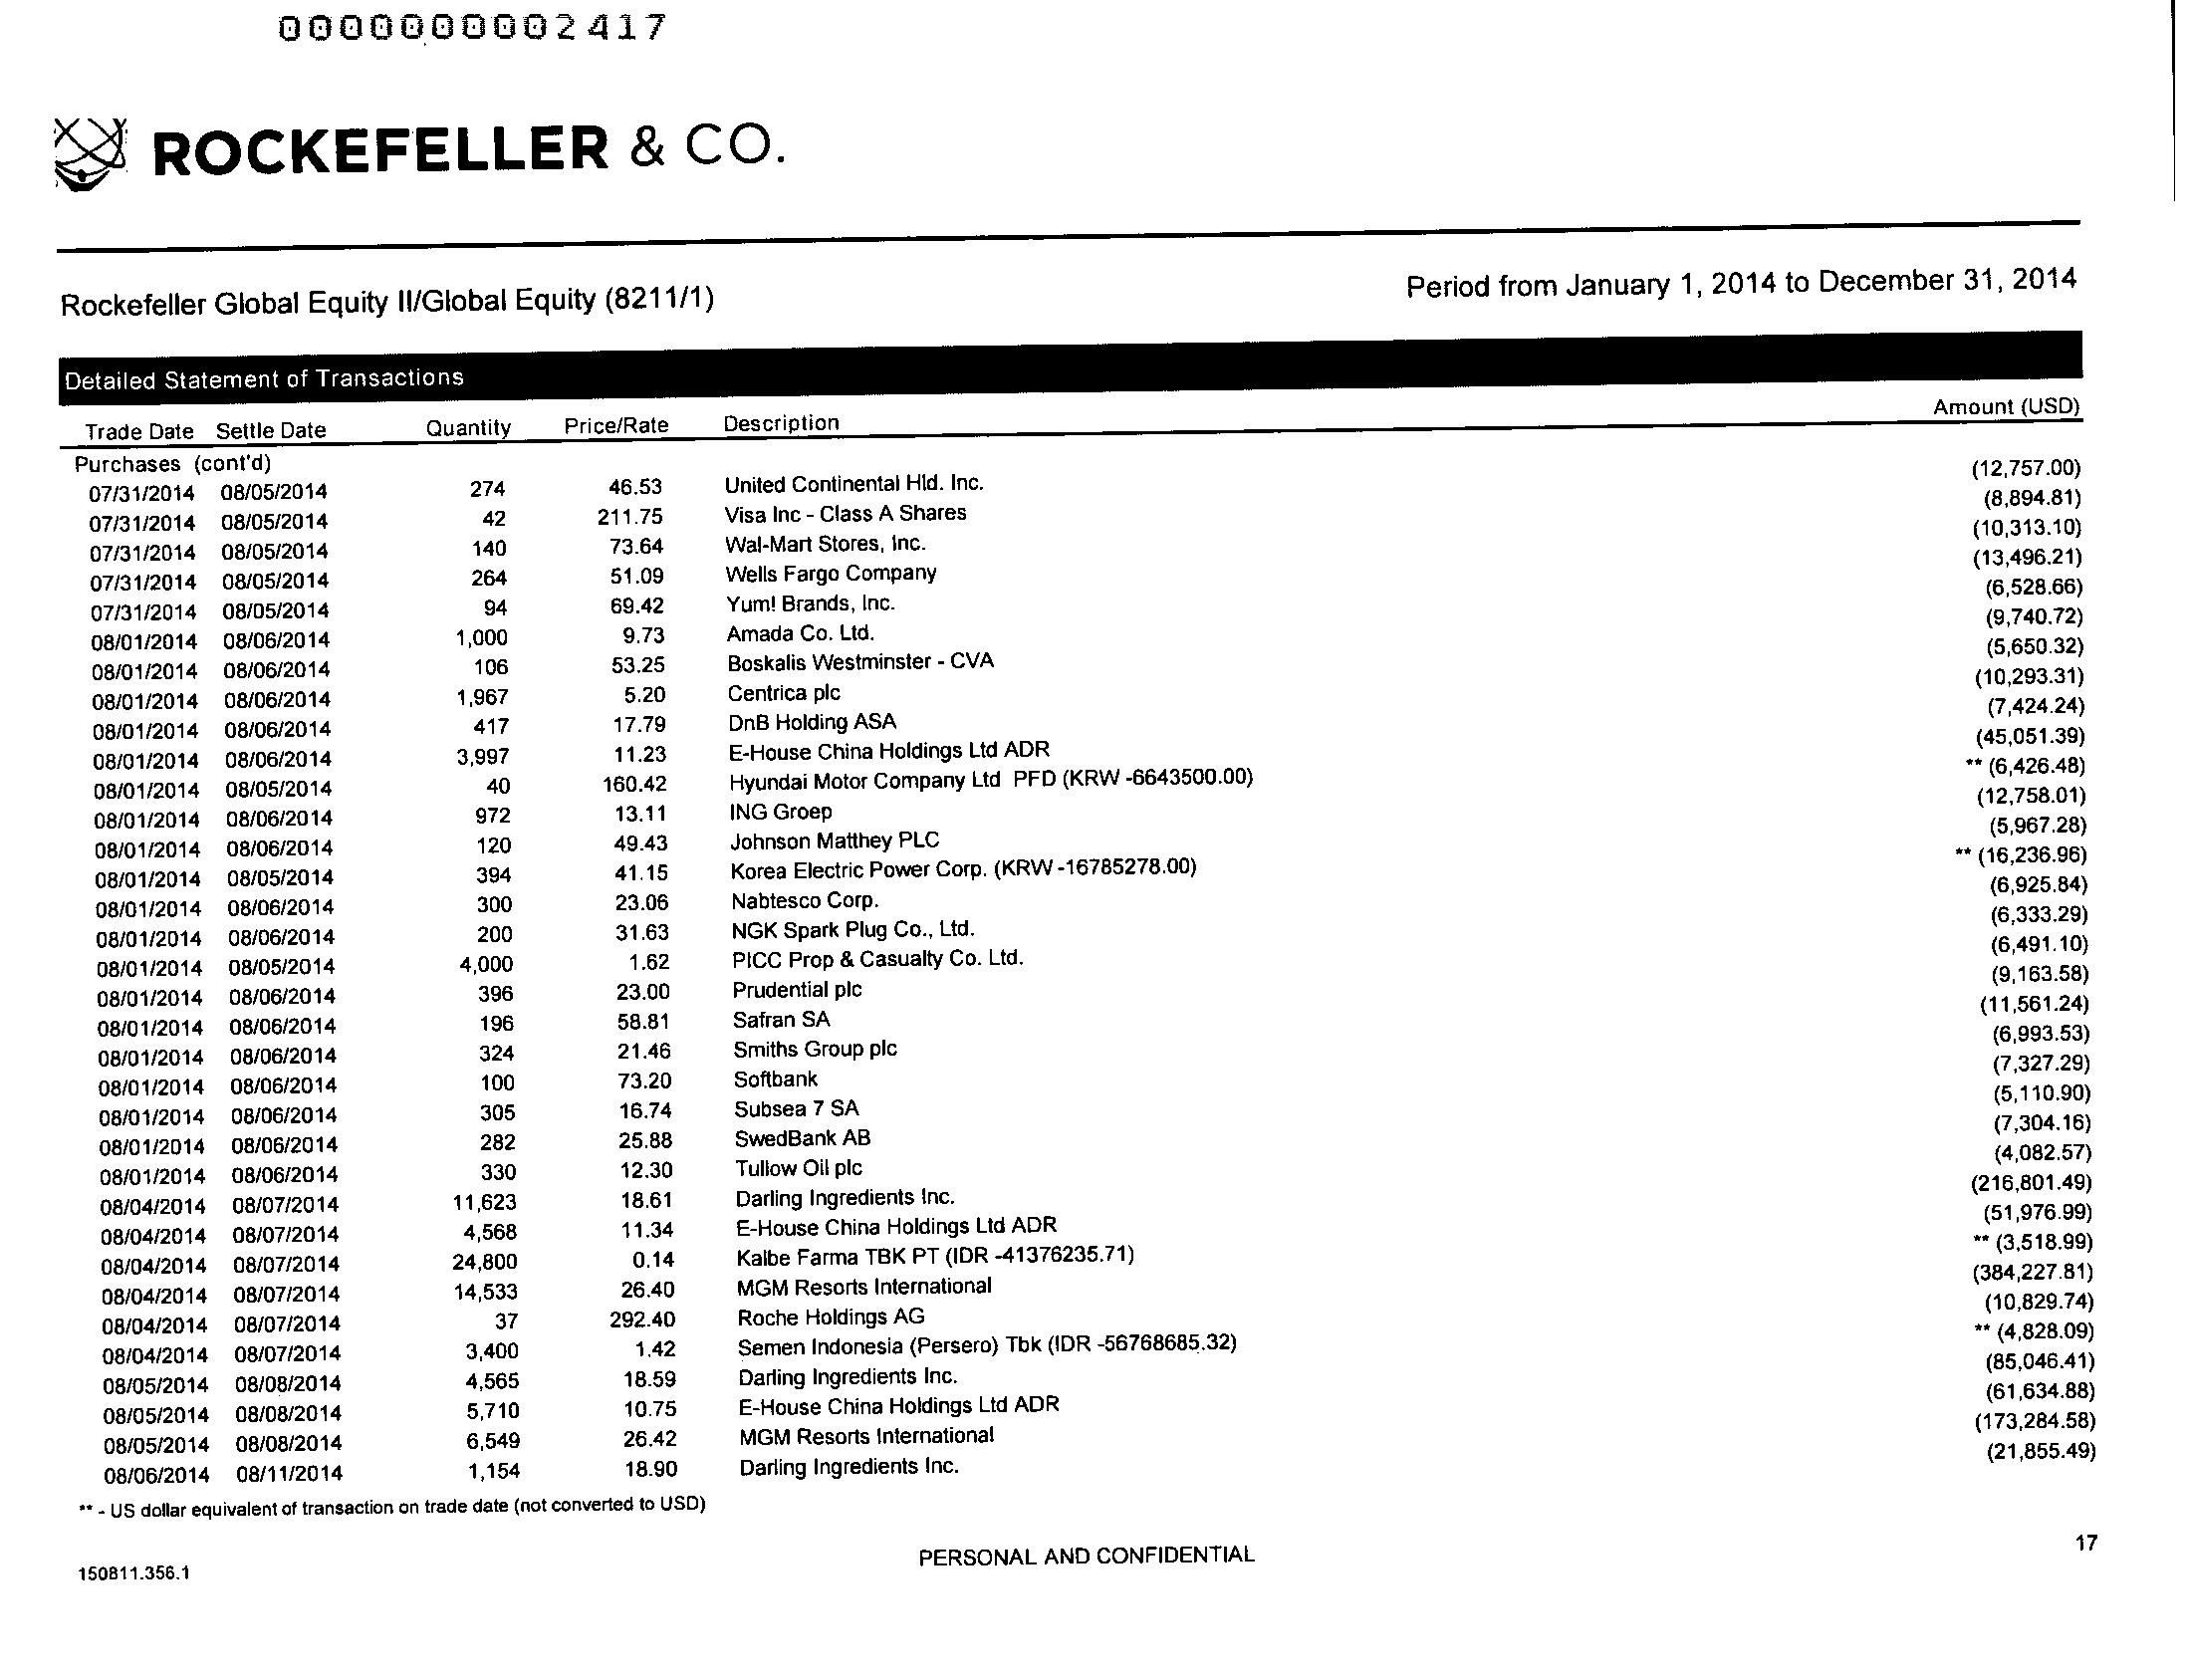 0000000002417
ROCKEFELLER & CO.
Rockefeller Global Equity II/Global Equity (8211/1) Period from January 1, 2014 to December 31, 2014
Detailed Statement of Transactions
Trade Date Settle Date Quantity Price/Rate Description Amount (USD)
Purchases (cont'd)
07/31/2014 08/05/2014 274 46.53 United Continental Hld. Inc. (12,757.00)
07/31/2014 08/05/2014 42 211.75 Visa Inc - Class A Shares (8,894.81)
07/31/2014 08/05/2014 140 73.64 Wal-Mart Stores, Inc. (10,313.10)
07/31/2014 08/05/2014 264 51.09 Wells Fargo Company (13,496.21)
07/31/2014 08/05/2014 94 69.42 Yum! Brands, Inc. (6,528.66)
08/01/2014 08/06/2014 1,000 9.73 Amada Co. Ltd. (9,740.72)
08/01/2014 08/06/2014 106 53.25 Boskalis Westminster - CVA (5,650.32)
08/01/2014 08/06/2014 1,967 5.20 Centrica plc (10,293.31)
08/01/2014 08/06/2014 417 17.79 DnB Holding ASA (7,424.24)
08/01/2014 08/06/2014 3,997 11.23 E-House China Holdings Ltd ADR (45,051.39)
08/01/2014 08/05/2014 40 160.42 Hyundai Motor Company Ltd PFD (KRW -6643500.00) ** (6,426.48)
08/01/2014 08/06/2014 972 13.11 ING Groep (12,758.01)
08/01/2014 08/06/2014 120 49.43 Johnson Matthey PLC (5,967.28)
08/01/2014 08/05/2014 394 41.15 Korea Electric Power Corp. (KRW -16785278.00) ** (16,236.96)
08/01/2014 08/06/2014 300 23.06 Nabtesco Corp. (6,925.84)
08/01/2014 08/06/2014 200 31.63 NGK Spark Plug Co., Ltd. (6,333.29)
08/01/2014 08/05/2014 4,000 1.62 PICC Prop & Casualty Co. Ltd. (6,491.10)
08/01/2014 08/06/2014 396 23.00 Prudential plc (9,163.58)
08/01/2014 08/06/2014 196 58.81 Safran SA (11,561.24)
08/01/2014 08/06/2014 324 21.46 Smiths Group plc (6,993.53)
08/01/2014 08/06/2014 100 73.20 Softbank (7,327.29)
08/01/2014 08/06/2014 305 16.74 Subsea 7 SA (5,110.90)
08/01/2014 08/06/2014 282 25.88 SwedBank AB (7,304.16)
08/01/2014 08/06/2014 330 12.30 Tullow Oil plc (4,082.57)
08/04/2014 08/07/2014 11,623 18.61 Darling Ingredients Inc. (216,801.49)
08/04/2014 08/07/2014 4,568 11.34 E-House China Holdings Ltd ADR (51,976.99)
08/04/2014 08/07/2014 24,800 0.14 Kalbe Farma TBK PT (IDR -41376235.71) ** (3,518.99)
08/04/2014 08/07/2014 14,533 26.40 MGM Resorts International (384,227.81)
08/04/2014 08/07/2014 37 292.40 Roche Holdings AG (10,829.74)
08/04/2014 08/07/2014 3,400 1.42 Semen Indonesia (Persero) Tbk (IDR -56768685.32) ** (4,828.09)
08/05/2014 08/08/2014 4,565 18.59 Darling Ingredients Inc. (85,046.41)
08/05/2014 08/08/2014 5,710 10.75 E-House China Holdings Ltd ADR (61,634.88)
08/05/2014 08/08/2014 6,549 26.42 MGM Resorts International (173,284.58)
08/06/2014 08/11/2014 1,154 18.90 Darling Ingredients Inc. (21,855.49)
** - US dollar equivalent of transaction on trade date (not converted to USD)
17
PERSONAL AND CONFIDENTIAL
150811.356.1